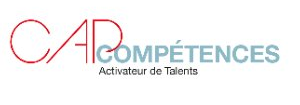 CAP COMPÉTENCES
Activateur de Talents